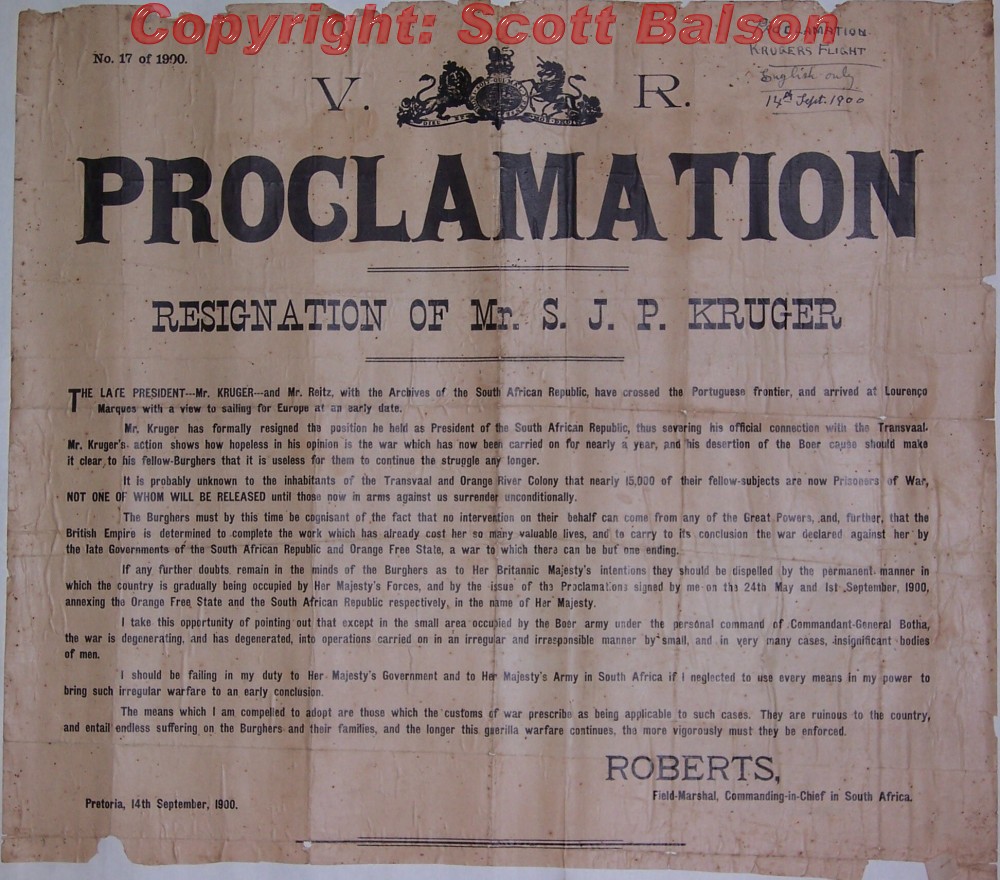 Copyright: Scott Balson
No. 17 of 1900.
PROCLAMATION
KRUGERS FLIGHT
English only
14th Sept. 1900
V. R.
PROCLAMATION
RESIGNATION OF Mr. S. J. P. KRUGER
THE LATE PRESIDENT---Mr. KRUGER---and Mr. Reitz, with the Archives of the South African Republic, have crossed the Portuguese frontier, and arrived at Lourenço
Marques with a view to sailing for Europe at an early date.
Mr. Kruger has formally resigned the position he held as President of the South African Republic, thus severing his official connection with the Transvaal.
Mr. Kruger's action shows how hopeless in his opinion is the war which has now been carried on for nearly a year, and his desertion of the Boer cause should make
it clear to his fellow-Burghers that it is useless for them to continue the struggle any longer.
It is probably unknown to the inhabitants of the Transvaal and Orange River Colony that nearly 15,000 of their fellow-subjects are now Prisoners of War,
NOT ONE OF WHOM WILL BE RELEASED until those now in arms against us surrender unconditionally.
The Burghers must by this time be cognisant of the fact that no intervention on their behalf can come from any of the Great Powers, and, further, that the
British Empire is determined to complete the work which has already cost her so many valuable lives, and to carry to its conclusion the war declared against her by
the late Governments of the South African Republic and Orange Free State, a war to which there can be but one ending.
If any further doubts remain in the minds of the Burghers as to Her Britannic Majesty's intentions they should be dispelled by the permanent manner in
which the country is gradually being occupied by Her Majesty's Forces, and by the issue of the Proclamations signed by me on the 24th May and 1st September, 1900,
annexing the Orange Free State and the South African Republic respectively, in the name of Her Majesty.
I take this opportunity of pointing out that except in the small area occupied by the Boer army under the personal command of Commandant-General Botha,
the war is degenerating, and has degenerated, into operations carried on in an irregular and irresponsible manner by small, and in very many cases, insignificant bodies
of men.
I should be failing in my duty to Her Majesty's Government and to Her Majesty's Army in South Africa if I neglected to use every means in my power to
bring such irregular warfare to an early conclusion.
The means which I am compelled to adopt are those which the customs of war prescribe as being applicable to such cases. They are ruinous to the country,
and entail endless suffering on the Burghers and their families, and the longer this guerilla warfare continues, the more vigorously must they be enforced.
ROBERTS,
Field-Marshal, Commanding-in-Chief in South Africa.
Pretoria, 14th September, 1900.